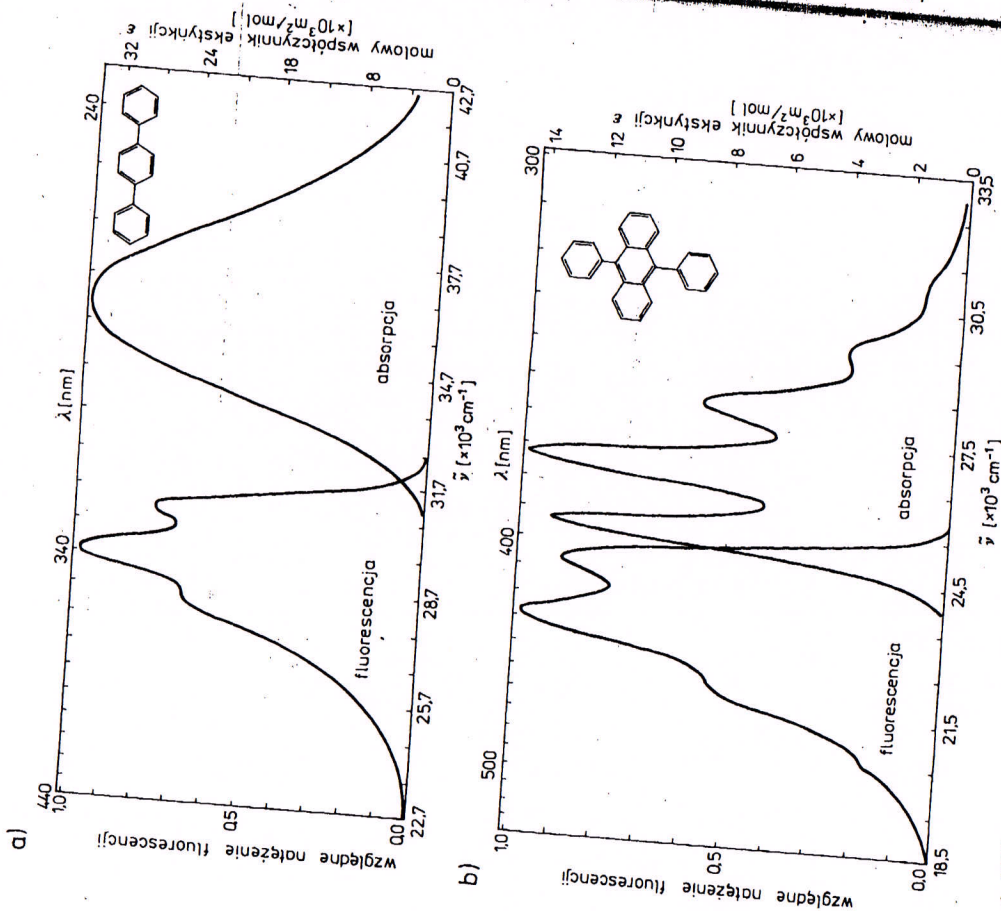 a)
440
340
λ[nm]
240
1,0
0.5
0.0
względne natężenie fluorescencji
32
24
18
8
0
molowy współczynnik ekstynkcji ε
[×10³m²/mol]
fluorescencja
absorpcja
22,7
25,7
28,7
31,7
34,7
37,7
40,7
42,7
ν̃ [×10³cm⁻¹]
b)
500
400
λ[nm]
300
1.0
0.5
0.0
względne natężenie fluorescencji
14
12
10
8
6
4
2
0
molowy współczynnik ekstynkcji ε
[×10³m²/mol]
fluorescencja
absorpcja
18,5
21,5
24,5
27,5
30,5
33,5
ν̃ [×10³cm⁻¹]